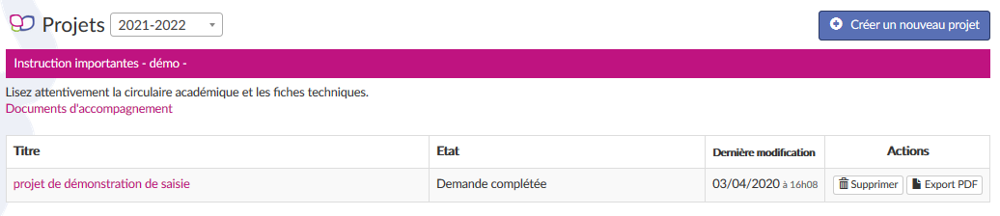 Projets 2021-2022 Créer un nouveau projet
Instruction importantes - démo -
Lisez attentivement la circulaire académique et les fiches techniques.
Documents d'accompagnement
Titre Etat Dernière modification Actions
projet de démonstration de saisie Demande complétée 03/04/2020 à 16h08 Supprimer Export PDF